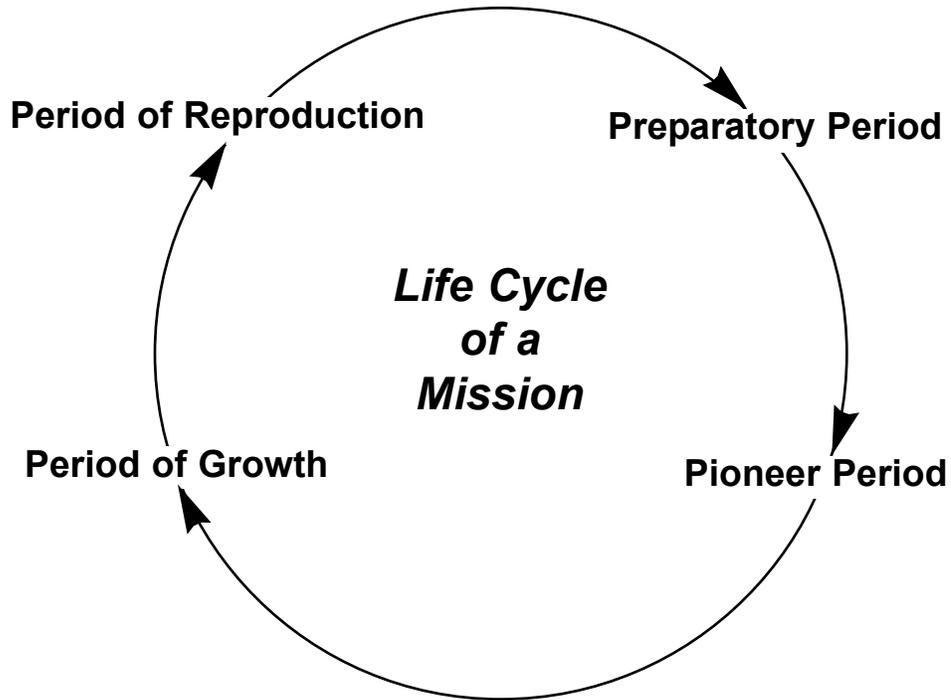 Period of Reproduction
Preparatory Period
Life Cycle
of a
Mission
Period of Growth
Pioneer Period